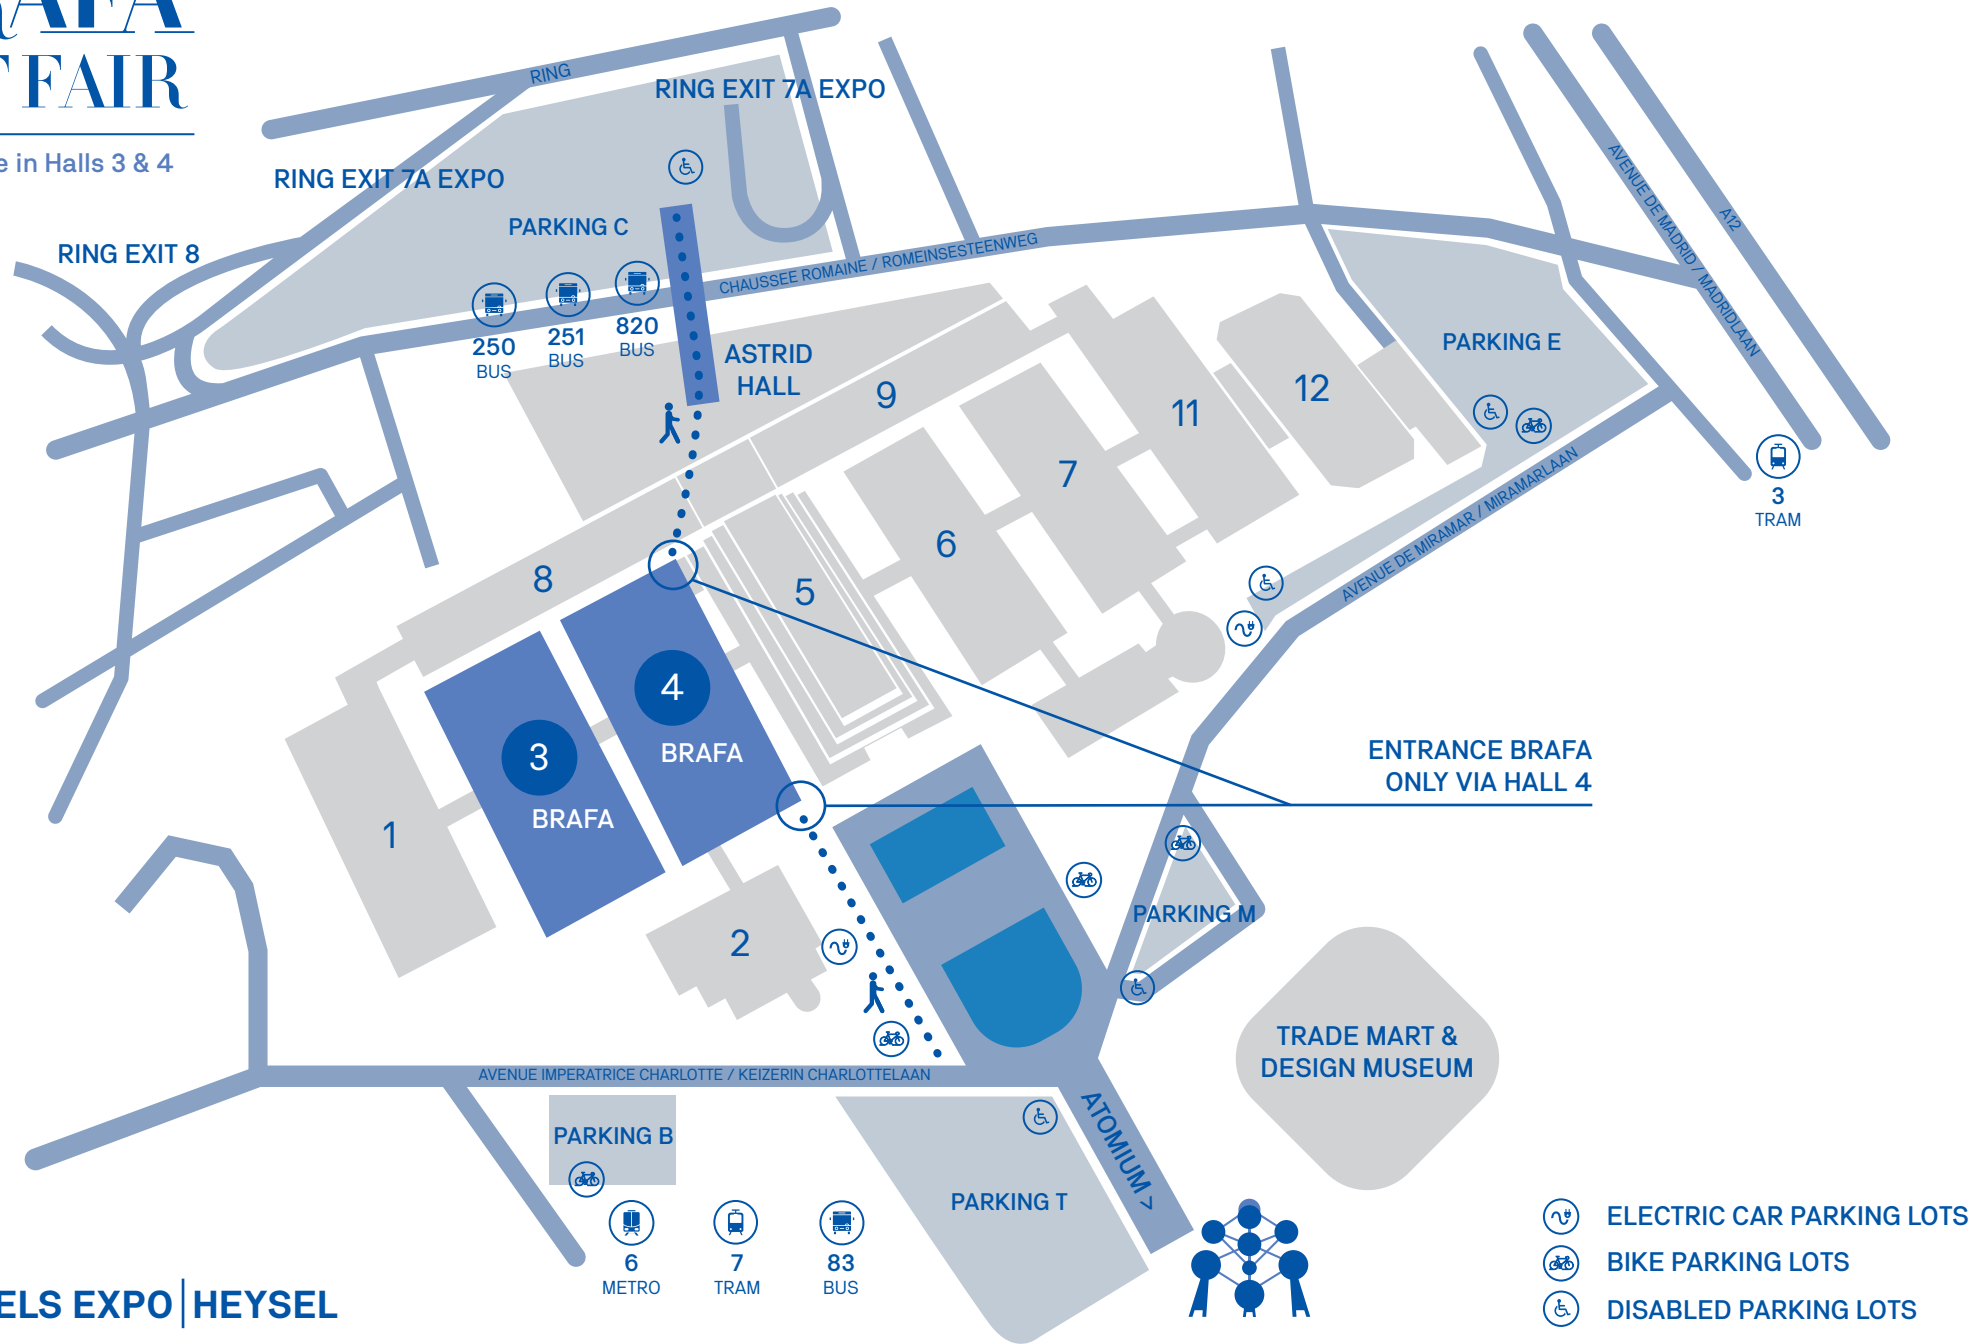 FAIR
in Halls 3 & 4
RING
RING EXIT 7A EXPO
RING EXIT 7A EXPO
PARKING C
RING EXIT 8
CHAUSSEE ROMAINE / ROMEINSESTEENWEG
250
BUS
251
BUS
820
BUS
ASTRID
HALL
AVENUE DE MADRID / MADRIDLAAN
A12
PARKING E
AVENUE DE MIRAMAR / MIRAMARLAAN
3
TRAM
9
11
12
7
6
5
8
4
BRAFA
3
BRAFA
1
2
ENTRANCE BRAFA
ONLY VIA HALL 4
PARKING M
TRADE MART &
DESIGN MUSEUM
AVENUE IMPERATRICE CHARLOTTE / KEIZERIN CHARLOTTELAAN
ATOMIUM >
PARKING B
PARKING T
6
METRO
7
TRAM
83
BUS
ELECTRIC CAR PARKING LOTS
BIKE PARKING LOTS
DISABLED PARKING LOTS
ELS EXPO | HEYSEL